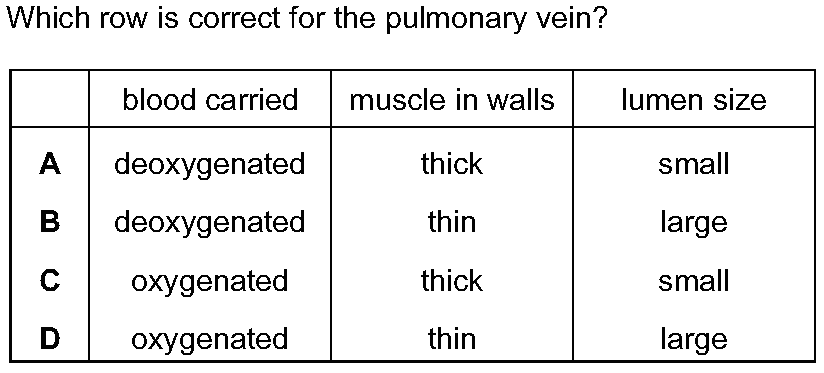 Which row is correct for the pulmonary vein?
blood carried muscle in walls lumen size
A deoxygenated thick small
B deoxygenated thin large
C oxygenated thick small
D oxygenated thin large